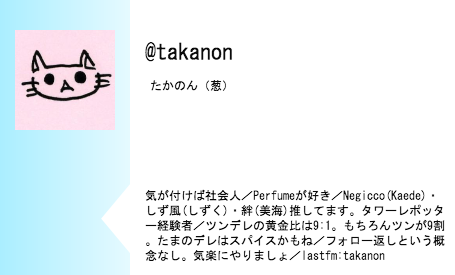 @takanon
たかのん（葱）
気が付けば社会人／Perfumeが好き／Negicco(Kaede)・
しず風(しずく)・絆(美海)推してます。タワーレポッタ
ー経験者／ツンデレの黄金比は9:1。もちろんツンが9割
。たまのデレはスパイスかもね／フォロー返しという概
念なし。気楽にやりましょ／lastfm:takanon